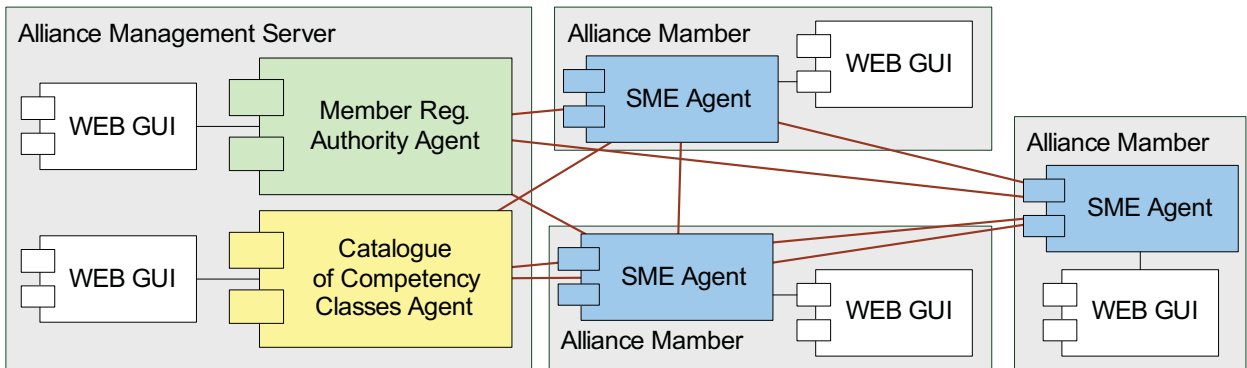 Alliance Management Server
WEB GUI
Member Reg.
Authority Agent
WEB GUI
Catalogue
of Competency
Classes Agent
Alliance Mamber
SME Agent
WEB GUI
SME Agent
WEB GUI
Alliance Mamber
Alliance Mamber
SME Agent
WEB GUI